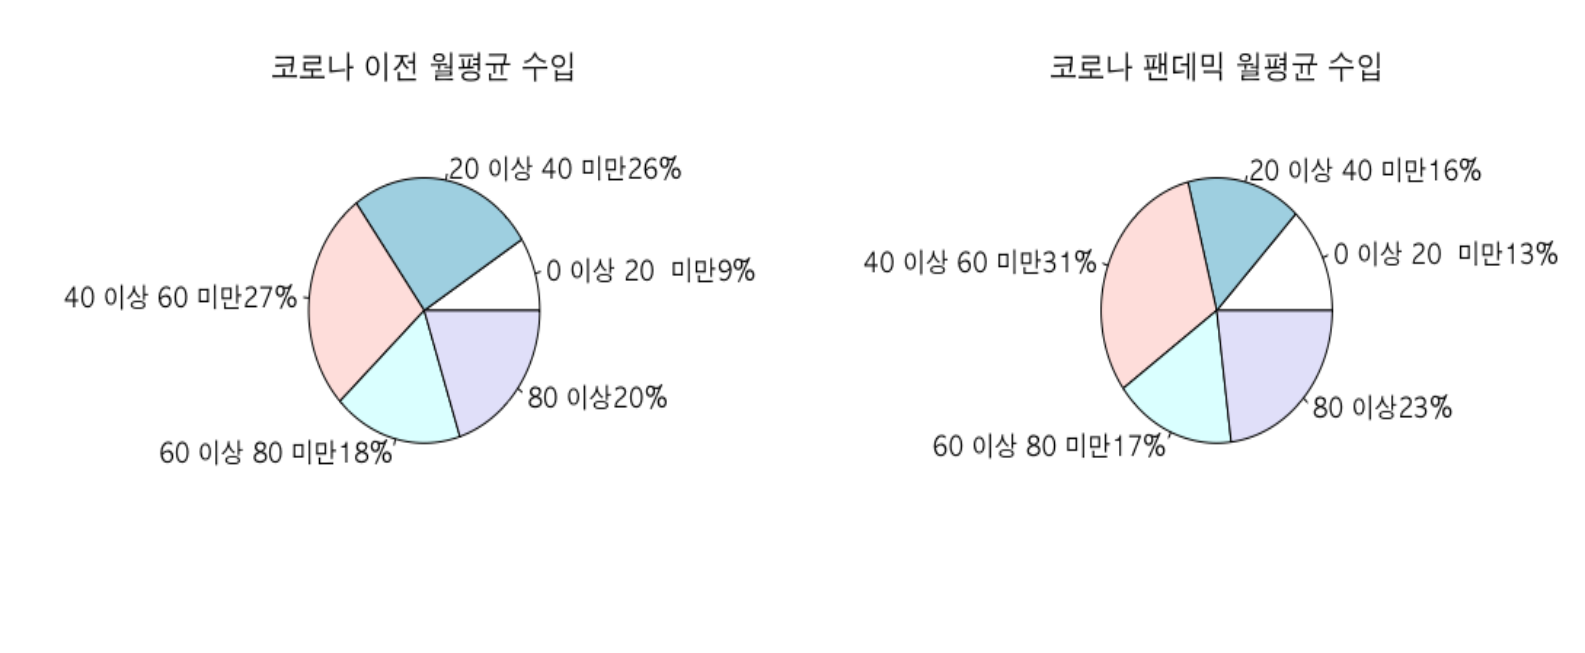 코로나 이전 월평균 수입
20 이상 40 미만26%
0 이상 20  미만9%
40 이상 60 미만27%
80 이상20%
60 이상 80 미만18%
코로나 팬데믹 월평균 수입
20 이상 40 미만16%
0 이상 20  미만13%
40 이상 60 미만31%
80 이상23%
60 이상 80 미만17%